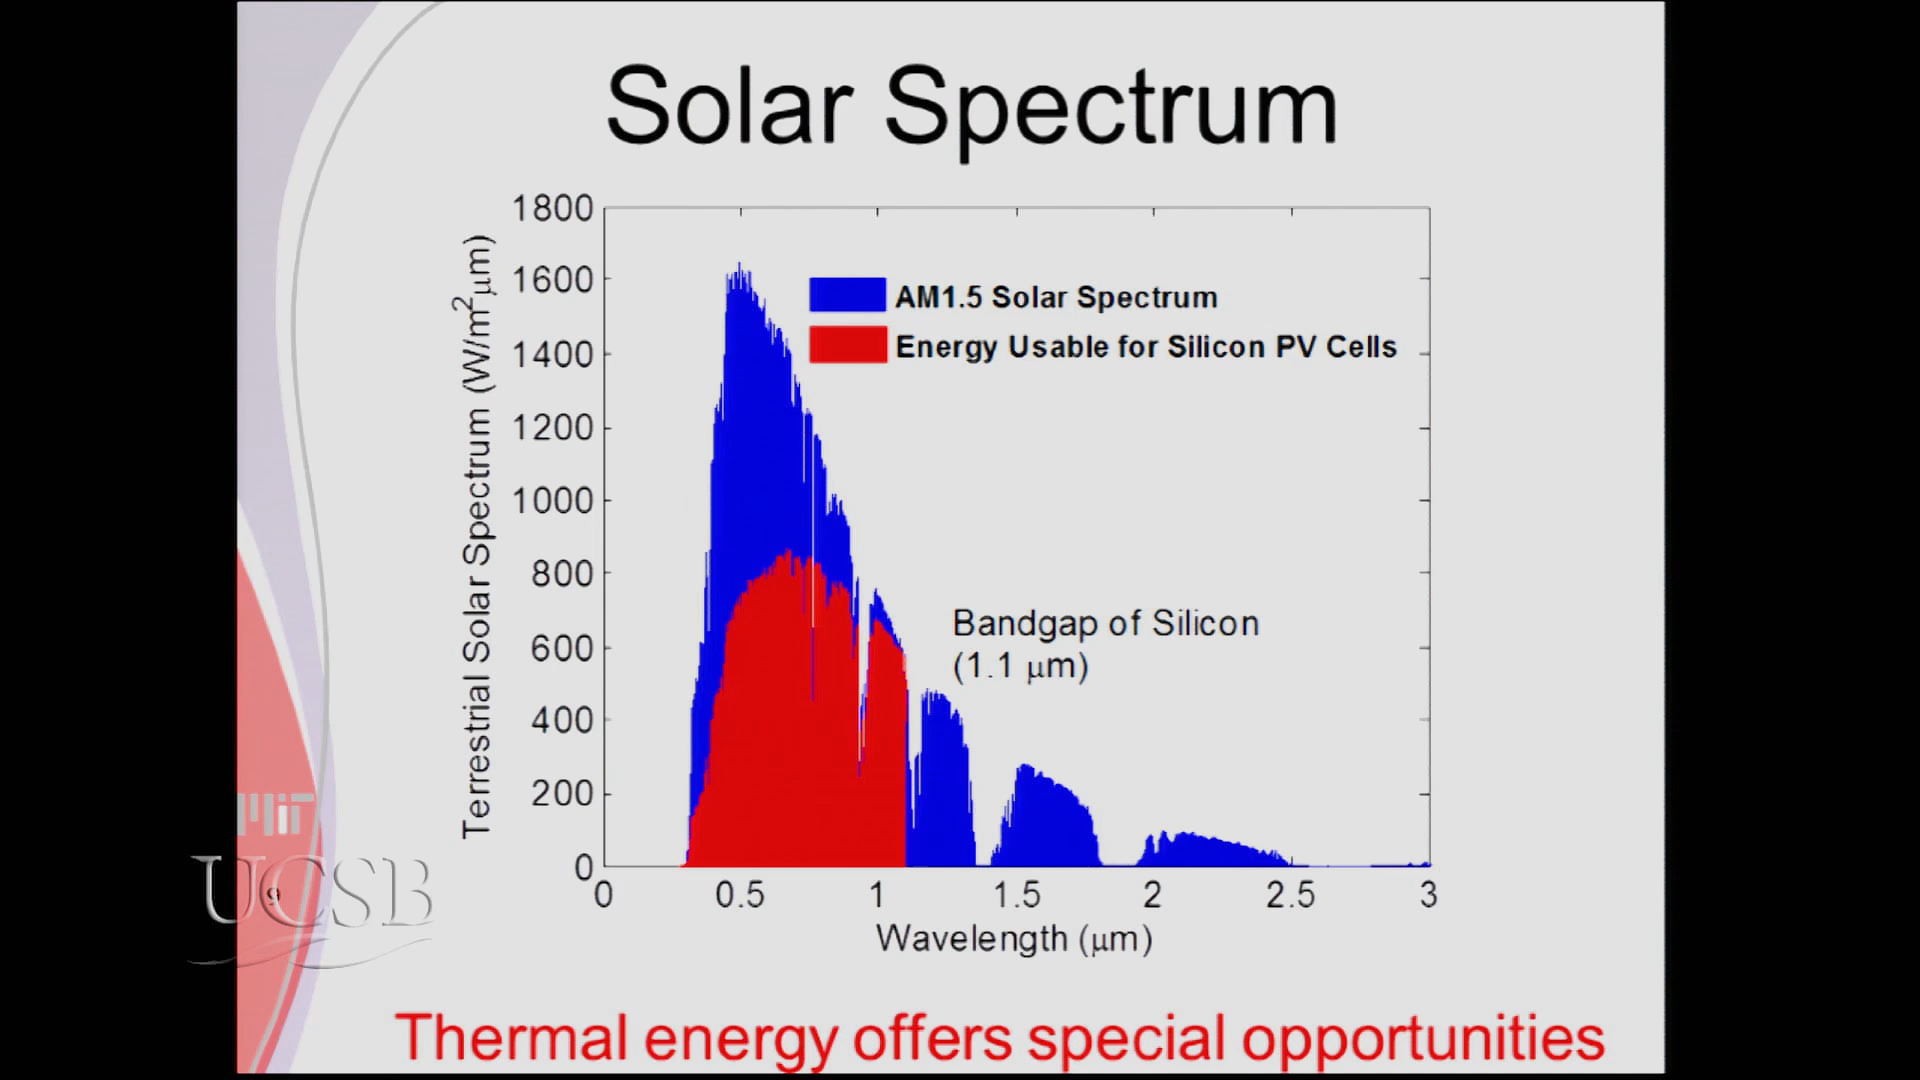 Solar Spectrum
1800
1600
1400
1200
1000
800
600
400
200
0
Terrestrial Solar Spectrum (W/m²μm)
AM1.5 Solar Spectrum
Energy Usable for Silicon PV Cells
Bandgap of Silicon
(1.1 μm)
0 0.5 1 1.5 2 2.5 3
Wavelength (μm)
MIT
UCSB
9
Thermal energy offers special opportunities